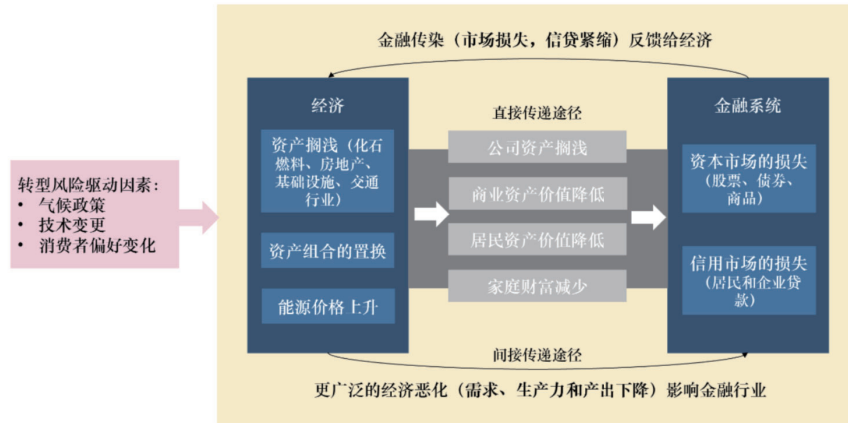 金融传染（市场损失，信贷紧缩）反馈给经济
转型风险驱动因素：
• 气候政策
• 技术变更
• 消费者偏好变化
经济
资产搁浅（化石
燃料、房地产、
基础设施、交通
行业）
资产组合的置换
能源价格上升
直接传递途径
公司资产搁浅
商业资产价值降低
居民资产价值降低
家庭财富减少
间接传递途径
金融系统
资本市场的损失
（股票、债券、
商品）
信用市场的损失
（居民和企业贷
款）
更广泛的经济恶化（需求、生产力和产出下降）影响金融行业